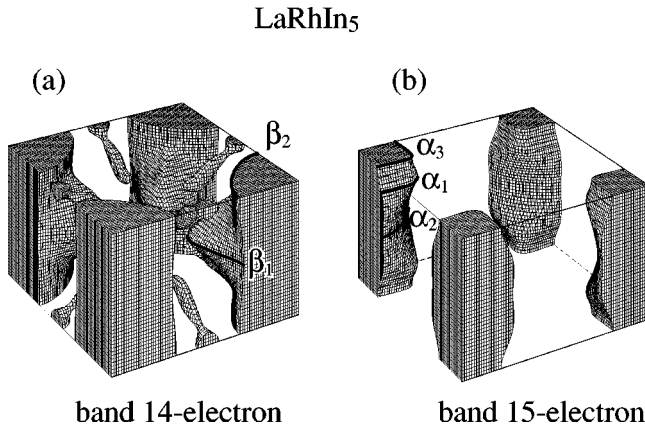 LaRhIn₅
(a)
(b)
β₂
β₁
α₃
α₁
α₂
band 14-electron
band 15-electron